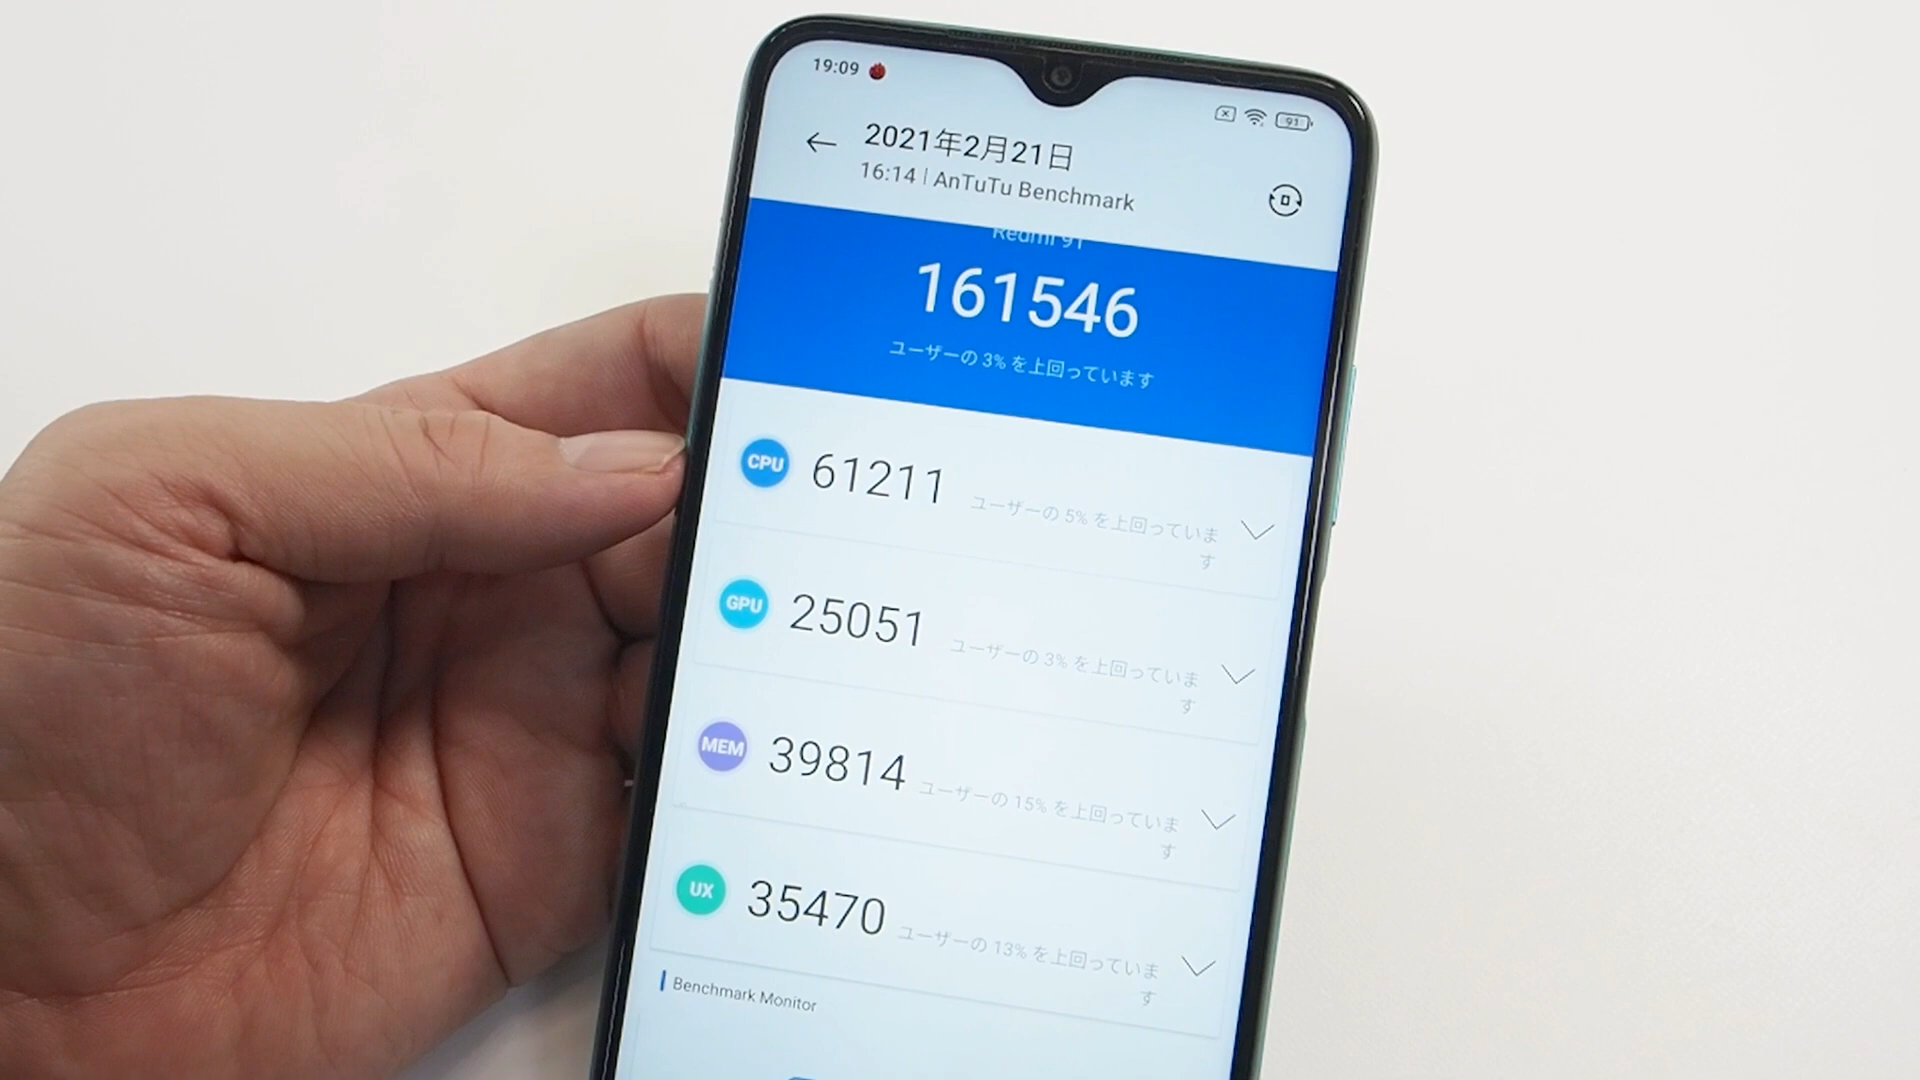 19:09
91
2021年2月21日
16:14 | AnTuTu Benchmark
Redmi 9T
161546
ユーザーの 3% を上回っています
CPU 61211 ユーザーの 5% を上回っていま
す
GPU 25051 ユーザーの 3% を上回っていま
す
MEM 39814 ユーザーの 15% を上回っていま
す
UX 35470 ユーザーの 13% を上回っていま
す
Benchmark Monitor